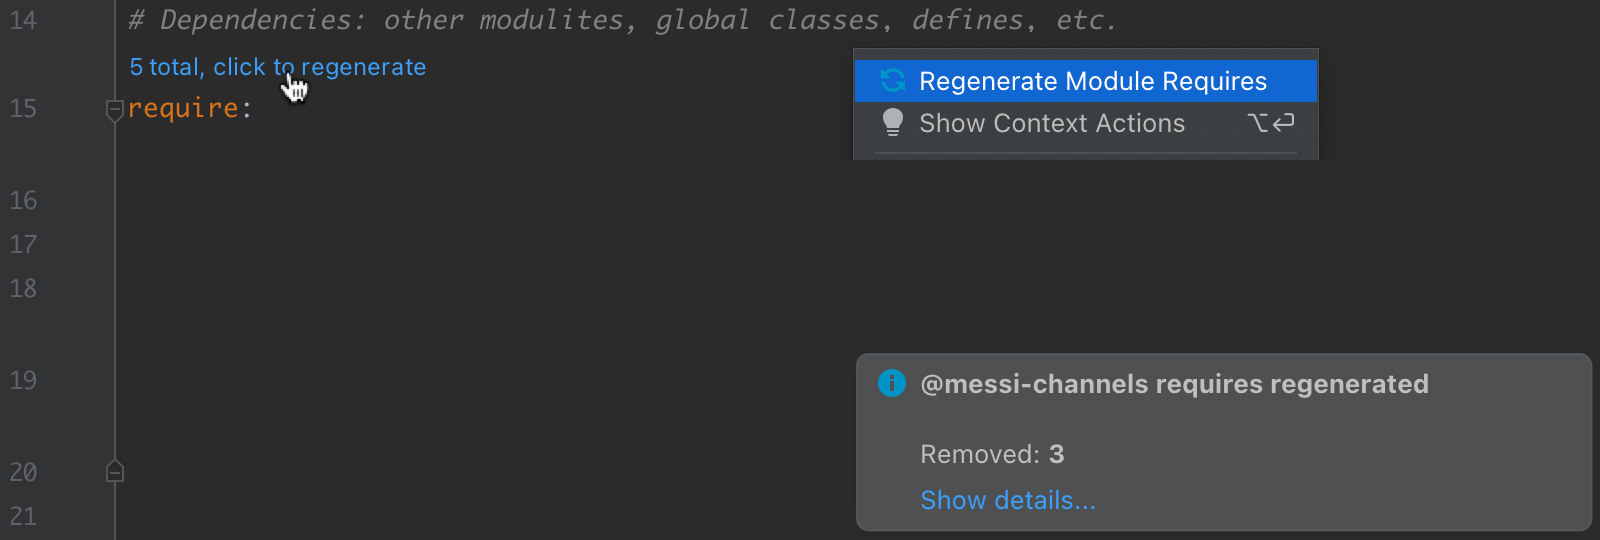 14 # Dependencies: other modulites, global classes, defines, etc.
5 total, click to regenerate
15 require:
16
17
18
19
20
21
Regenerate Module Requires
Show Context Actions ⌥⏎
@messi-channels requires regenerated
Removed: 3
Show details...